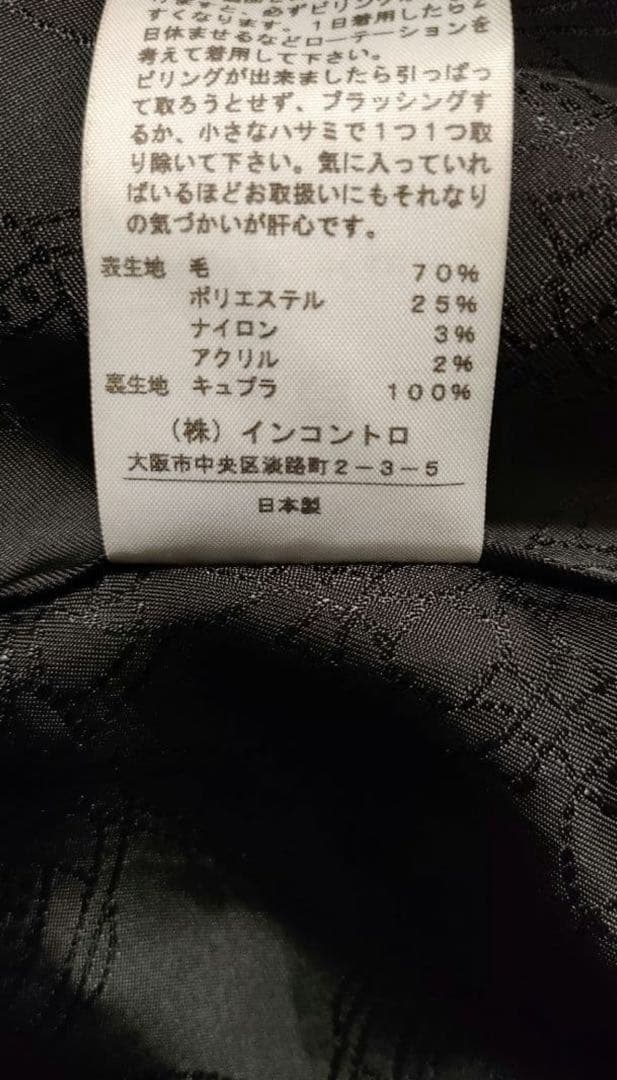 必ずピリング
すくなります。1日着用したら2
日休ませるなどローテーションを
考えて着用して下さい。
ピリングが出来ましたら引っぱっ
て取ろうとせず、ブラッシングす
るか、小さなハサミで1つ1つ取
り除いて下さい。気に入っていれ
ばいるほどお取扱いにもそれなり
の気づかいが肝心です。
表生地 毛 70%
ポリエステル 25%
ナイロン 3%
アクリル 2%
裏生地 キュプラ 100%
（株）インコントロ
大阪市中央区淡路町2-3-5
日本製